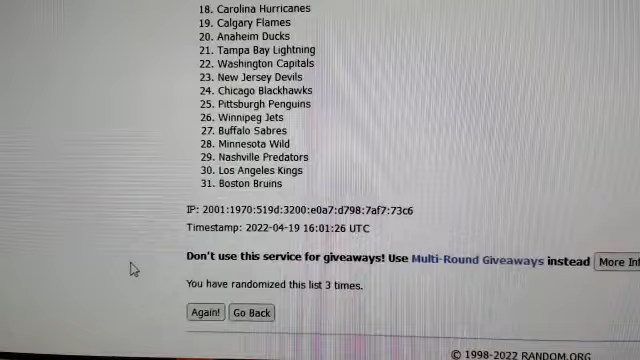 18. Carolina Hurricanes
19. Calgary Flames
20. Anaheim Ducks
21. Tampa Bay Lightning
22. Washington Capitals
23. New Jersey Devils
24. Chicago Blackhawks
25. Pittsburgh Penguins
26. Winnipeg Jets
27. Buffalo Sabres
28. Minnesota Wild
29. Nashville Predators
30. Los Angeles Kings
31. Boston Bruins
IP: 2001:1970:519d:3200:e0a7:d798:7af7:73c6
Timestamp: 2022-04-19 16:01:26 UTC
Don't use this service for giveaways! Use Multi-Round Giveaways instead More Inf
You have randomized this list 3 times.
Again! Go Back
© 1998-2022 RANDOM.ORG